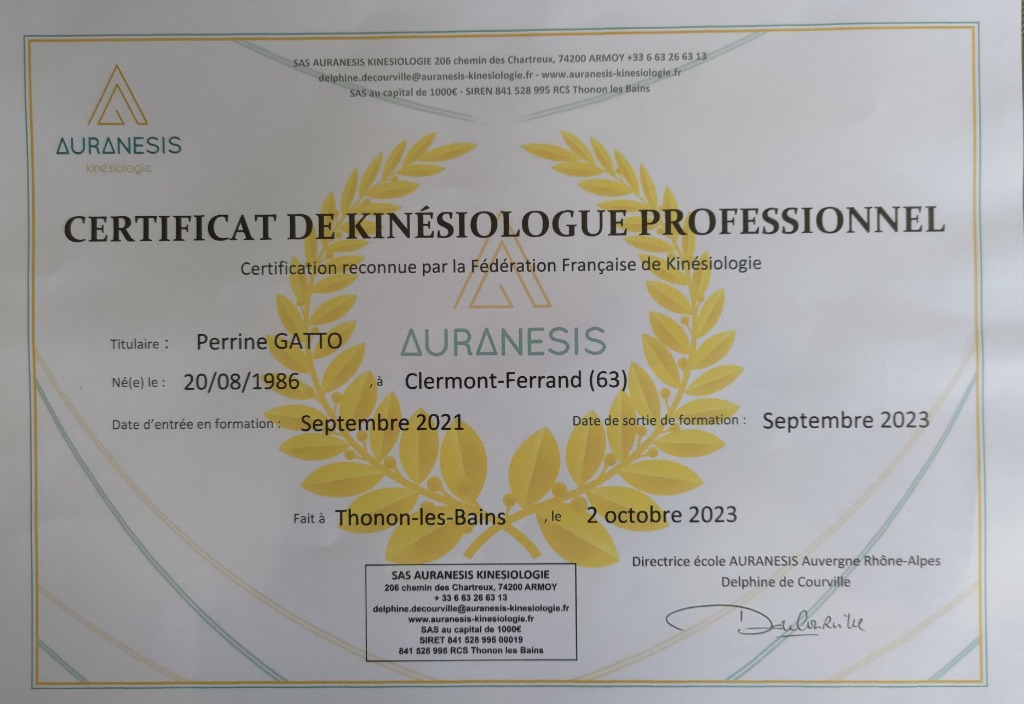 SAS AURANESIS KINESIOLOGIE 206 chemin des Chartreux, 74200 ARMOY +33 6 63 26 63 13
delphine.decourville@auranesis-kinesiologie.fr - www.auranesis-kinesiologie.fr
SAS au capital de 1000€ - SIREN 841 528 995 RCS Thonon les Bains
AURANESIS
kinésiologie
CERTIFICAT DE KINÉSIOLOGUE PROFESSIONNEL
Certification reconnue par la Fédération Française de Kinésiologie
AURANESIS
Titulaire : Perrine GATTO
Né(e) le : 20/08/1986 , à Clermont-Ferrand (63)
Date d'entrée en formation : Septembre 2021 Date de sortie de formation : Septembre 2023
Fait à Thonon-les-Bains , le 2 octobre 2023
Directrice école AURANESIS Auvergne Rhône-Alpes
Delphine de Courville
SAS AURANESIS KINESIOLOGIE
206 chemin des Chartreux, 74200 ARMOY
+ 33 6 63 26 63 13
delphine.decourville@auranesis-kinesiologie.fr
www.auranesis-kinesiologie.fr
SAS au capital de 1000€
SIRET 841 528 995 00019
841 528 995 RCS Thonon les Bains